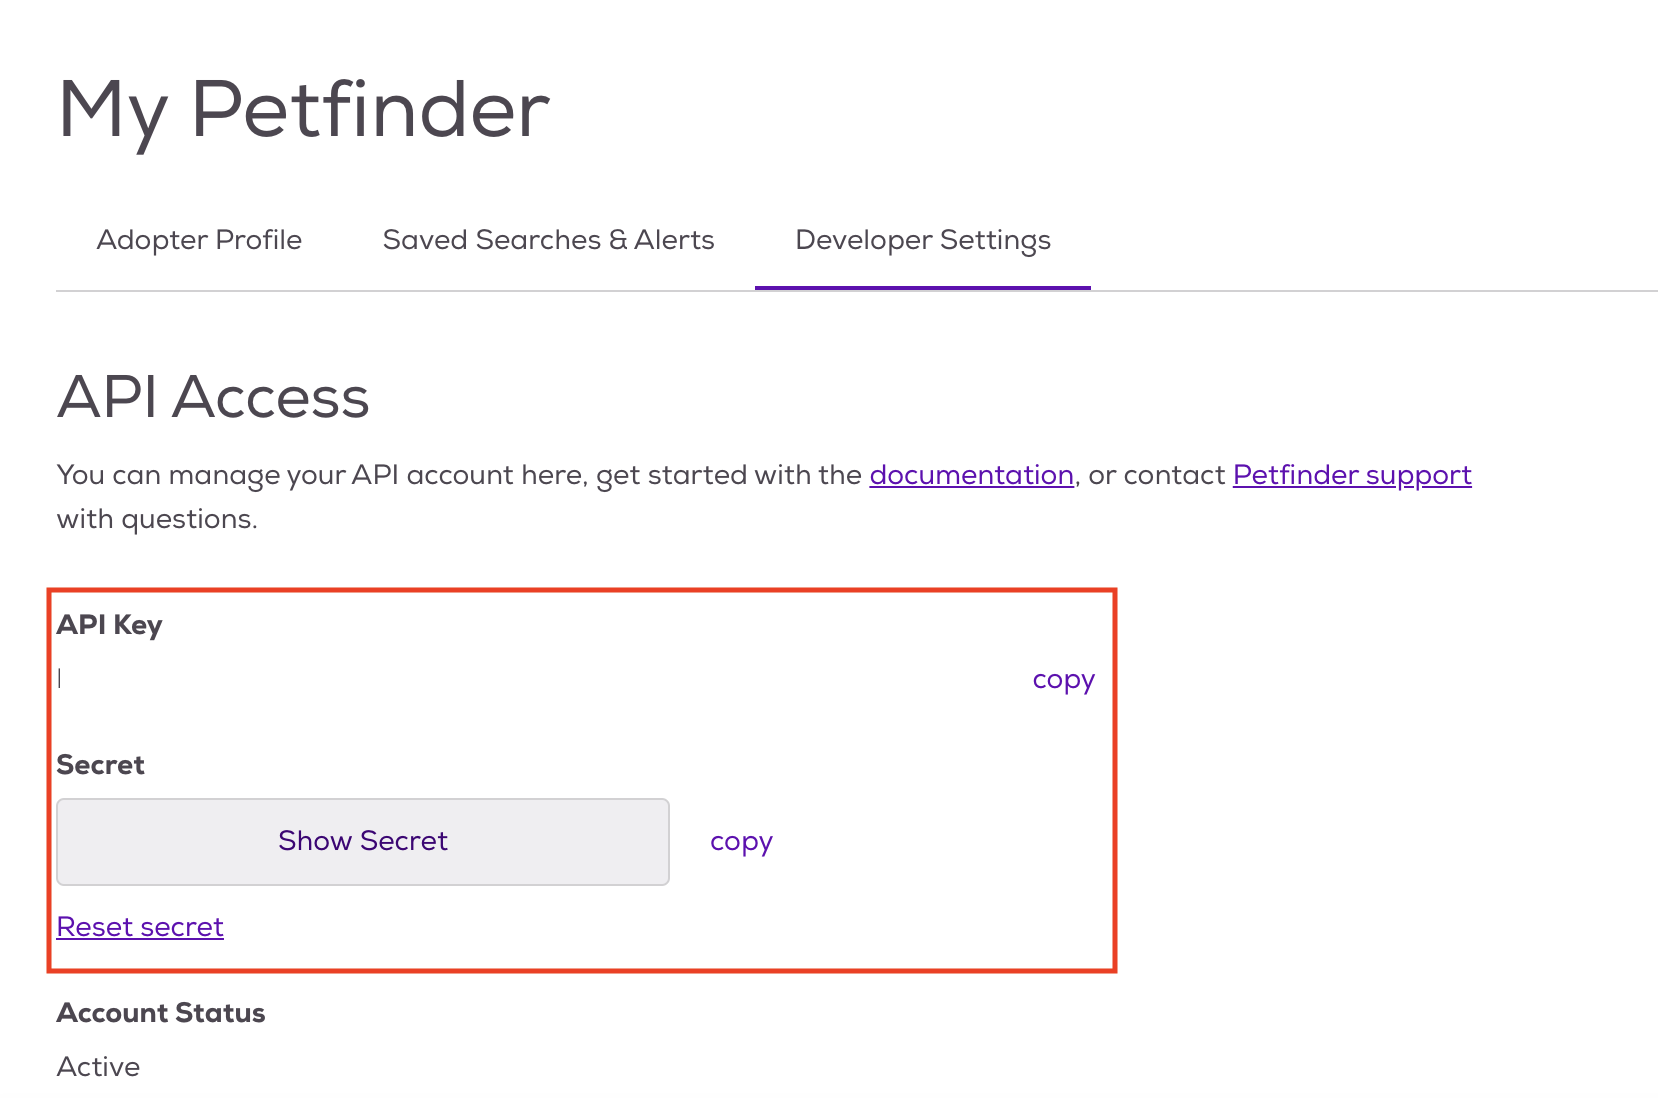 My Petfinder
Adopter Profile Saved Searches & Alerts Developer Settings
API Access
You can manage your API account here, get started with the documentation, or contact Petfinder support
with questions.
API Key
copy
Secret
Show Secret copy
Reset secret
Account Status
Active